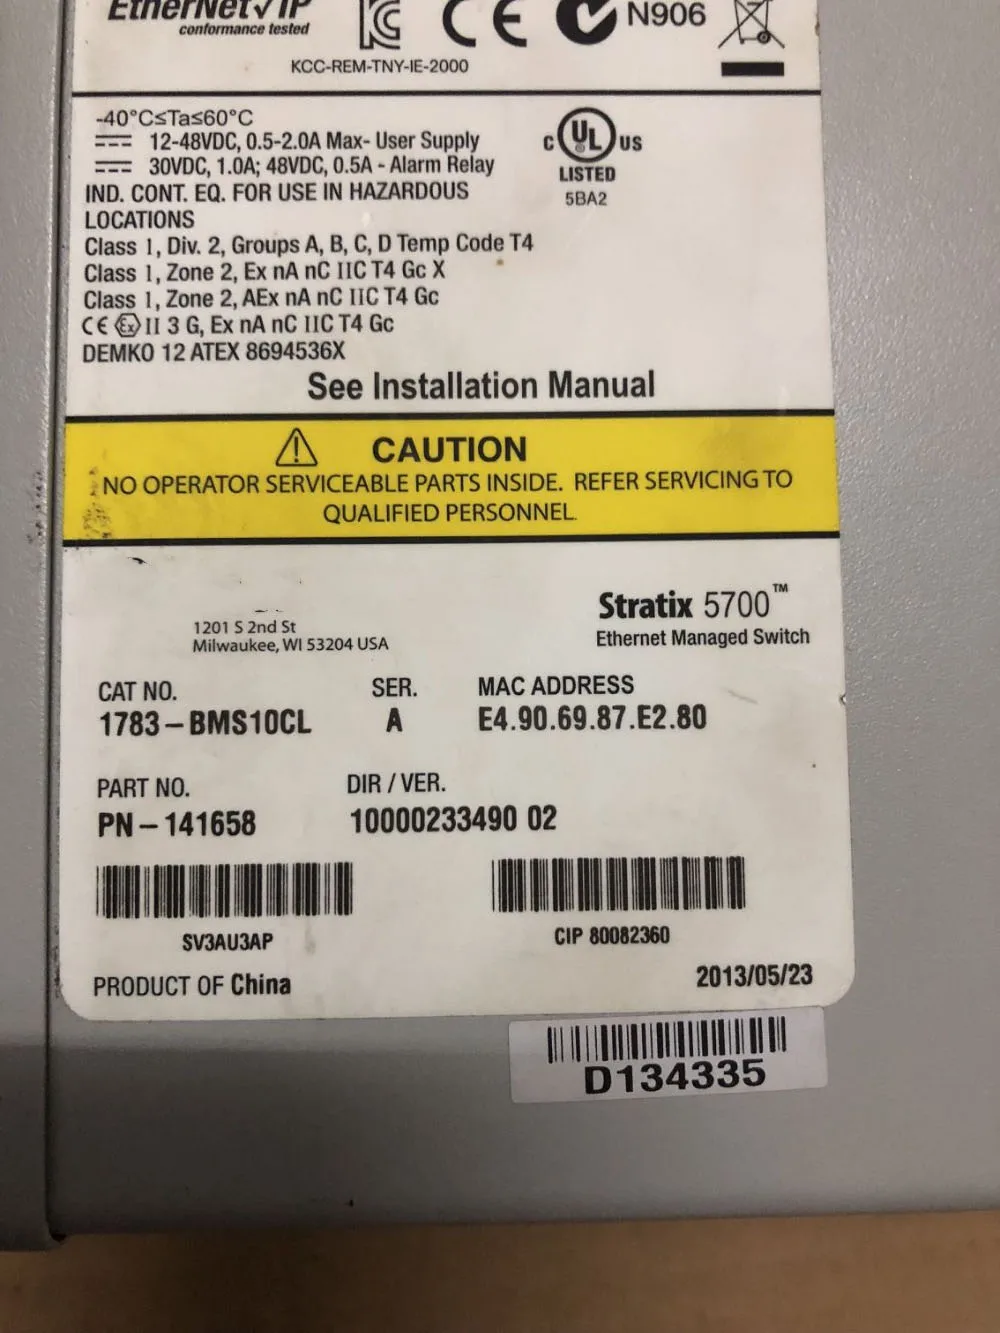 EtherNet/IP
conformance tested
CE
N906
KCC-REM-TNY-IE-2000
-40°C≤Ta≤60°C
12-48VDC, 0.5-2.0A Max- User Supply
30VDC, 1.0A; 48VDC, 0.5A - Alarm Relay
IND. CONT. EQ. FOR USE IN HAZARDOUS
LOCATIONS
Class I, Div. 2, Groups A, B, C, D Temp Code T4
Class I, Zone 2, Ex nA nC IIC T4 Gc X
Class I, Zone 2, AEx nA nC IIC T4 Gc
CE Ex II 3 G, Ex nA nC IIC T4 Gc
DEMKO 12 ATEX 8694536X
C UL US
LISTED
5BA2
See Installation Manual
CAUTION
NO OPERATOR SERVICEABLE PARTS INSIDE. REFER SERVICING TO
QUALIFIED PERSONNEL.
1201 S 2nd St
Milwaukee, WI 53204 USA
Stratix 5700™
Ethernet Managed Switch
CAT NO. SER. MAC ADDRESS
1783-BMS10CL A E4.90.69.87.E2.80
PART NO. DIR / VER.
PN-141658 10000233490 02
SV3AU3AP CIP 80082360
PRODUCT OF China 2013/05/23
D134335